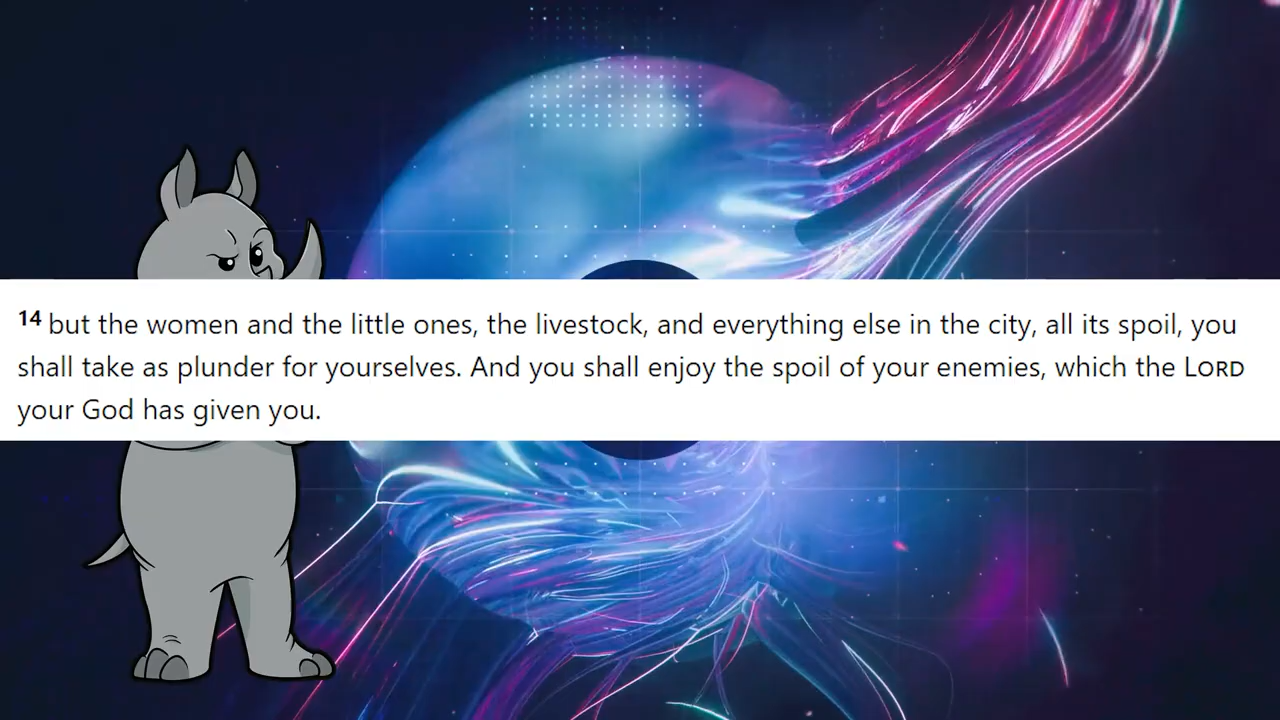 14 but the women and the little ones, the livestock, and everything else in the city, all its spoil, you
shall take as plunder for yourselves. And you shall enjoy the spoil of your enemies, which the LORD
your God has given you.